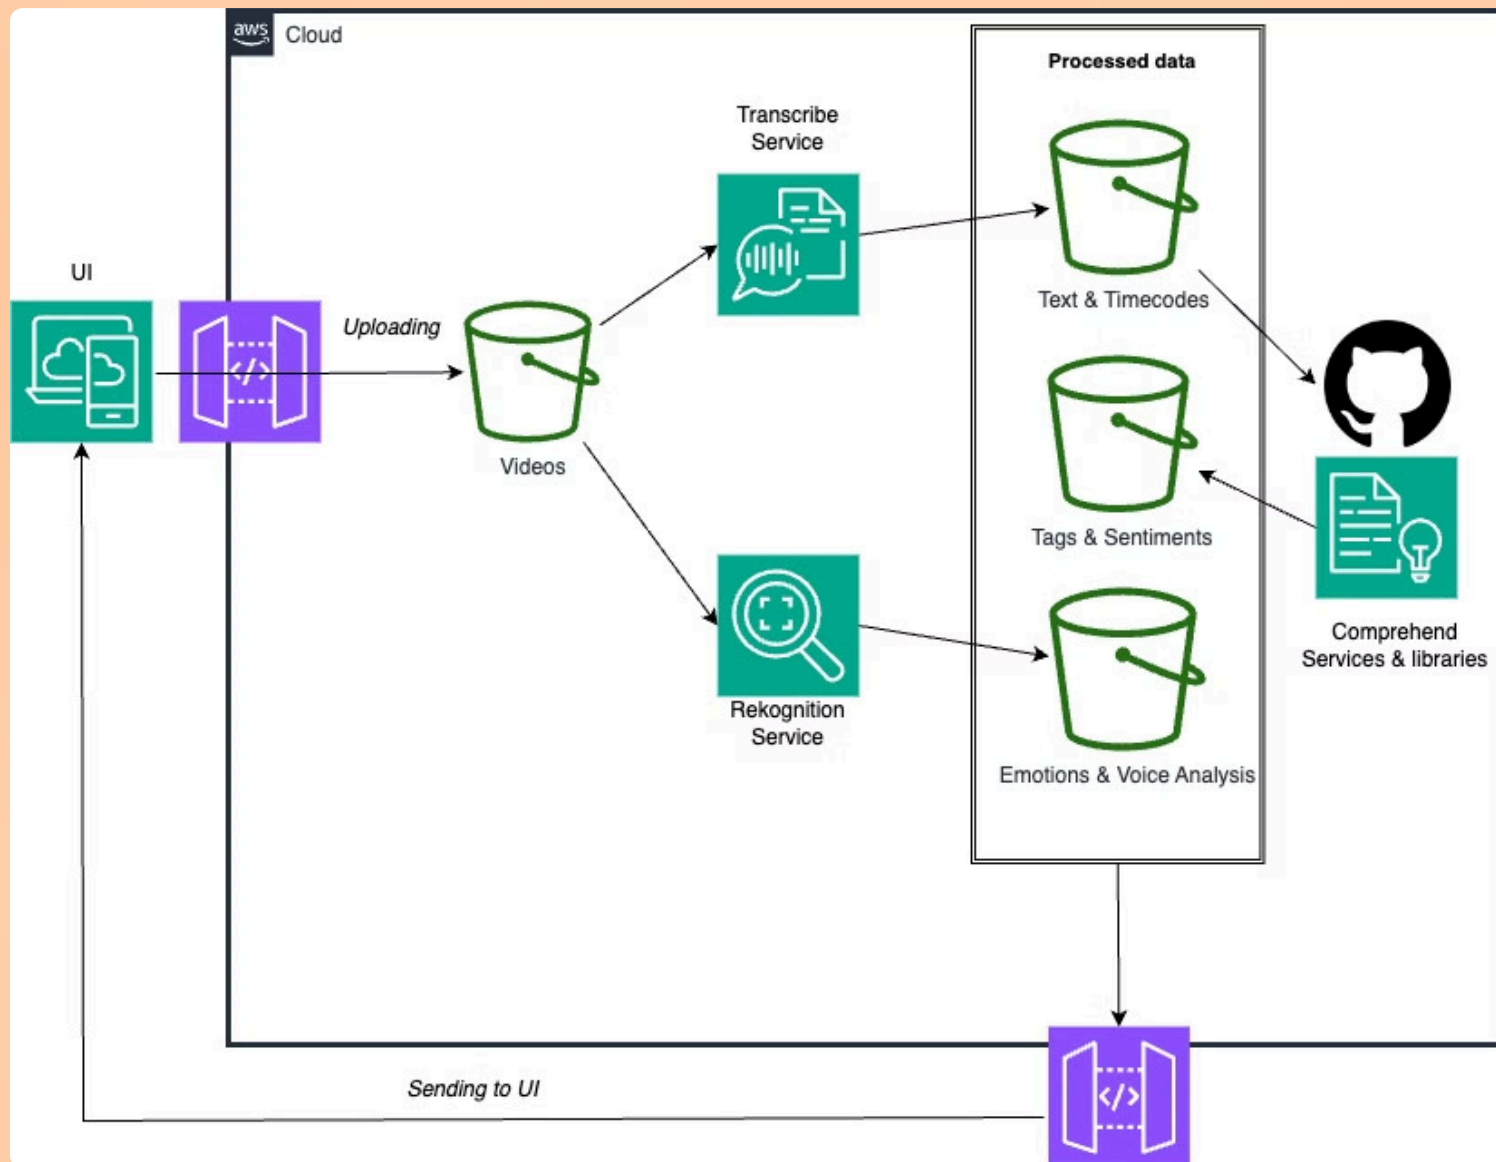 aws
Cloud
Processed data
Transcribe
Service
UI
Text & Timecodes
Uploading
</>
Videos
Tags & Sentiments
Comprehend
Services & libraries
Rekognition
Service
Emotions & Voice Analysis
Sending to UI
</>